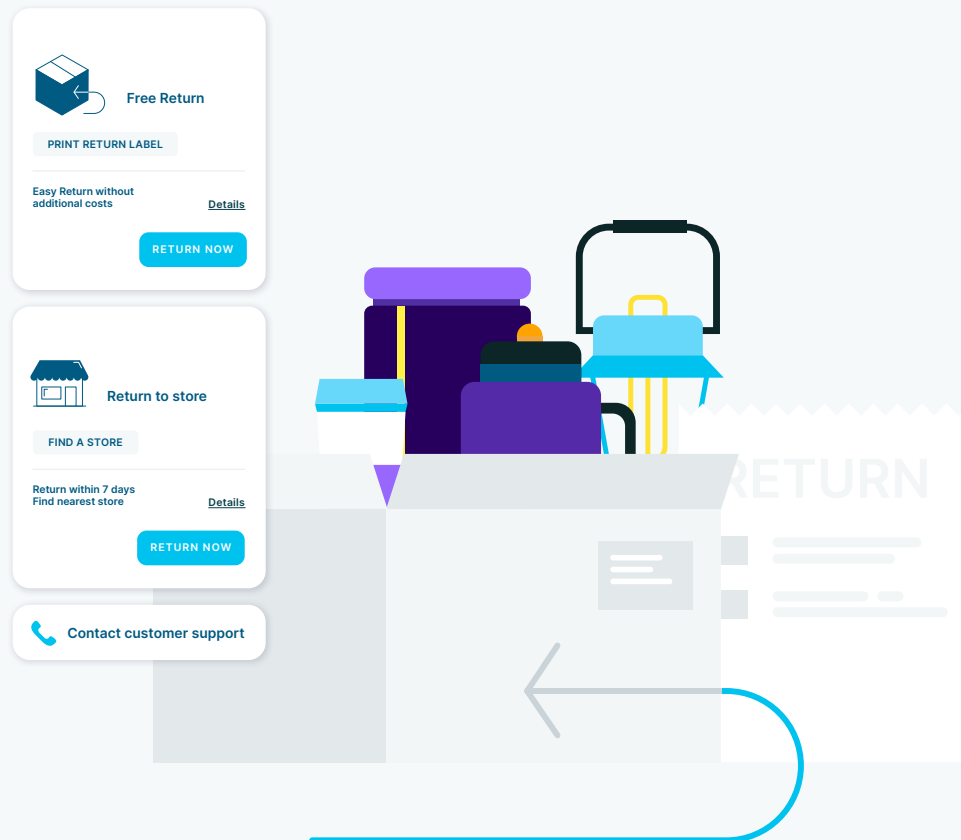 Free Return
PRINT RETURN LABEL
Easy Return without
additional costs
Details
RETURN NOW
Return to store
FIND A STORE
Return within 7 days
Find nearest store
Details
RETURN NOW
Contact customer support
RETURN